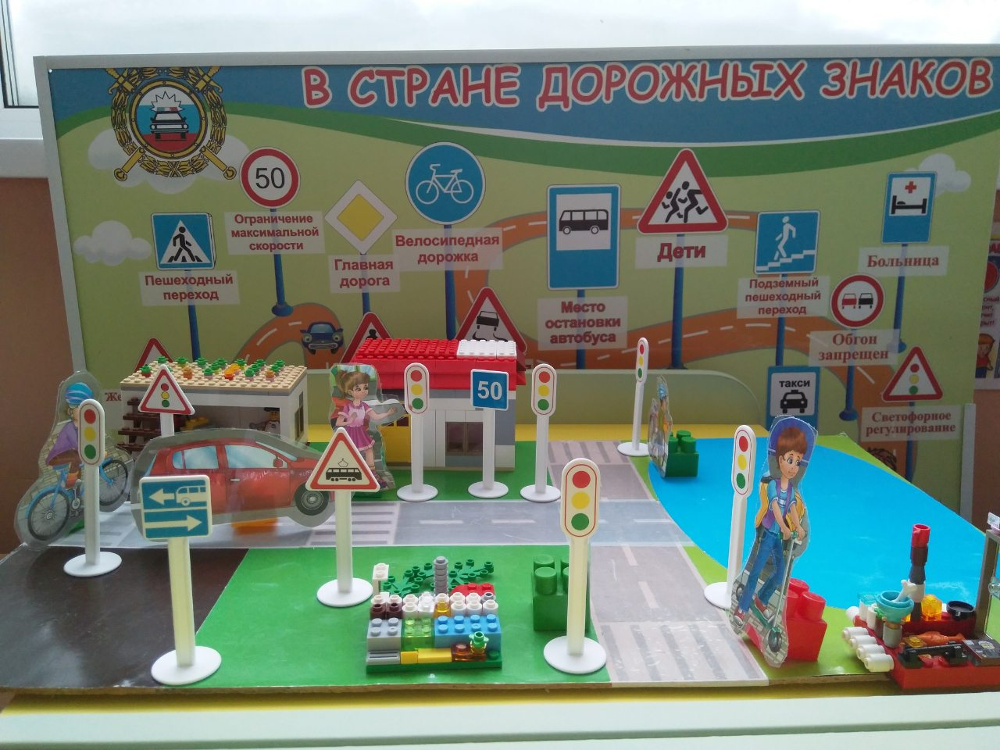 В СТРАНЕ ДОРОЖНЫХ ЗНАКОВ
50
Ограничение
максимальной
скорости
Пешеходный
переход
Главная
дорога
Велосипедная
дорожка
Место
остановки
автобуса
Дети
Подземный
пешеходный
переход
Больница
Обгон
запрещен
такси
Светофорное
регулирование
50